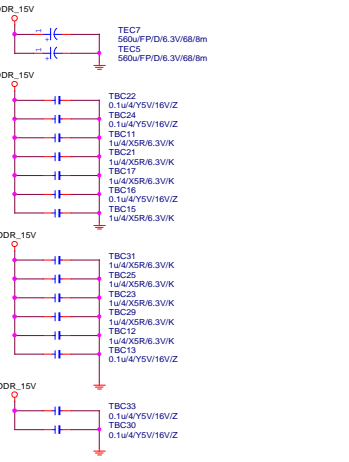 DDR_15V
1
+
TEC7
560u/FP/D/6.3V/68/8m
1
+
TEC5
560u/FP/D/6.3V/68/8m
DDR_15V
TBC22
0.1u/4/Y5V/16V/Z
TBC24
0.1u/4/Y5V/16V/Z
TBC11
1u/4/X5R/6.3V/K
TBC21
1u/4/X5R/6.3V/K
TBC17
1u/4/X5R/6.3V/K
TBC16
0.1u/4/Y5V/16V/Z
TBC15
1u/4/X5R/6.3V/K
DDR_15V
TBC31
1u/4/X5R/6.3V/K
TBC25
1u/4/X5R/6.3V/K
TBC23
1u/4/X5R/6.3V/K
TBC29
1u/4/X5R/6.3V/K
TBC12
1u/4/X5R/6.3V/K
TBC13
0.1u/4/Y5V/16V/Z
DDR_15V
TBC33
0.1u/4/Y5V/16V/Z
TBC30
0.1u/4/Y5V/16V/Z